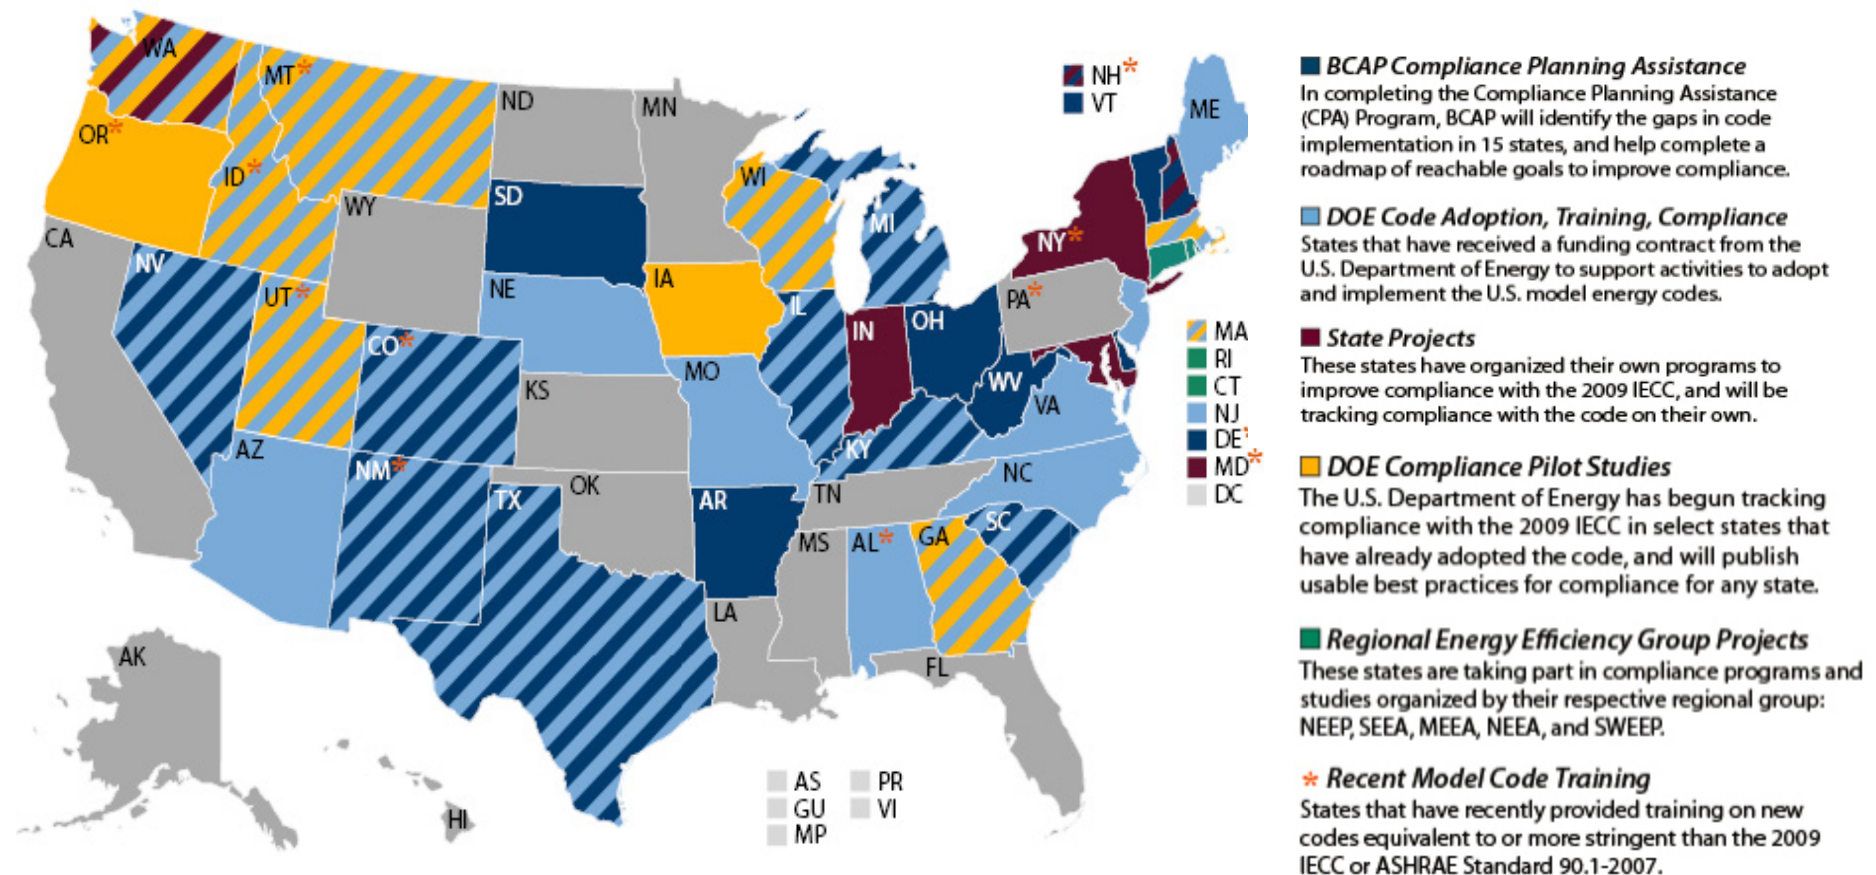 WA
MT*
ND
MN
NH*
VT
ME
OR*
ID*
WY
SD
WI
MI
NY*
CA
NV
UT*
CO*
NE
IA
IL
IN
OH
PA*
WV
VA
KS
MO
KY
MA
RI
CT
NJ
DE*
MD*
DC
AZ
NM*
TX
OK
AR
TN
NC
SC
MS
AL*
GA
LA
FL
AK
HI
AS
PR
GU
VI
MP
BCAP Compliance Planning Assistance
In completing the Compliance Planning Assistance
(CPA) Program, BCAP will identify the gaps in code
implementation in 15 states, and help complete a
roadmap of reachable goals to improve compliance.
DOE Code Adoption, Training, Compliance
States that have received a funding contract from the
U.S. Department of Energy to support activities to adopt
and implement the U.S. model energy codes.
State Projects
These states have organized their own programs to
improve compliance with the 2009 IECC, and will be
tracking compliance with the code on their own.
DOE Compliance Pilot Studies
The U.S. Department of Energy has begun tracking
compliance with the 2009 IECC in select states that
have already adopted the code, and will publish
usable best practices for compliance for any state.
Regional Energy Efficiency Group Projects
These states are taking part in compliance programs and
studies organized by their respective regional group:
NEEP, SEEA, MEEA, NEEA, and SWEEP.
* Recent Model Code Training
States that have recently provided training on new
codes equivalent to or more stringent than the 2009
IECC or ASHRAE Standard 90.1-2007.